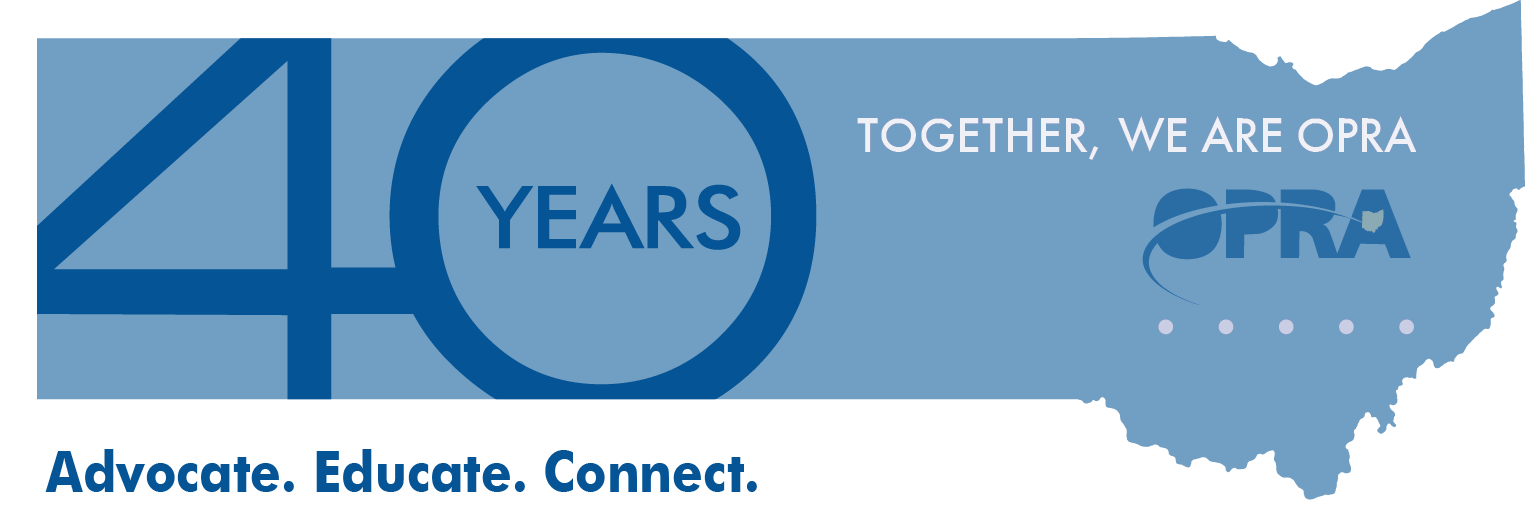 40
YEARS
TOGETHER, WE ARE OPRA
OPRA
Advocate. Educate. Connect.